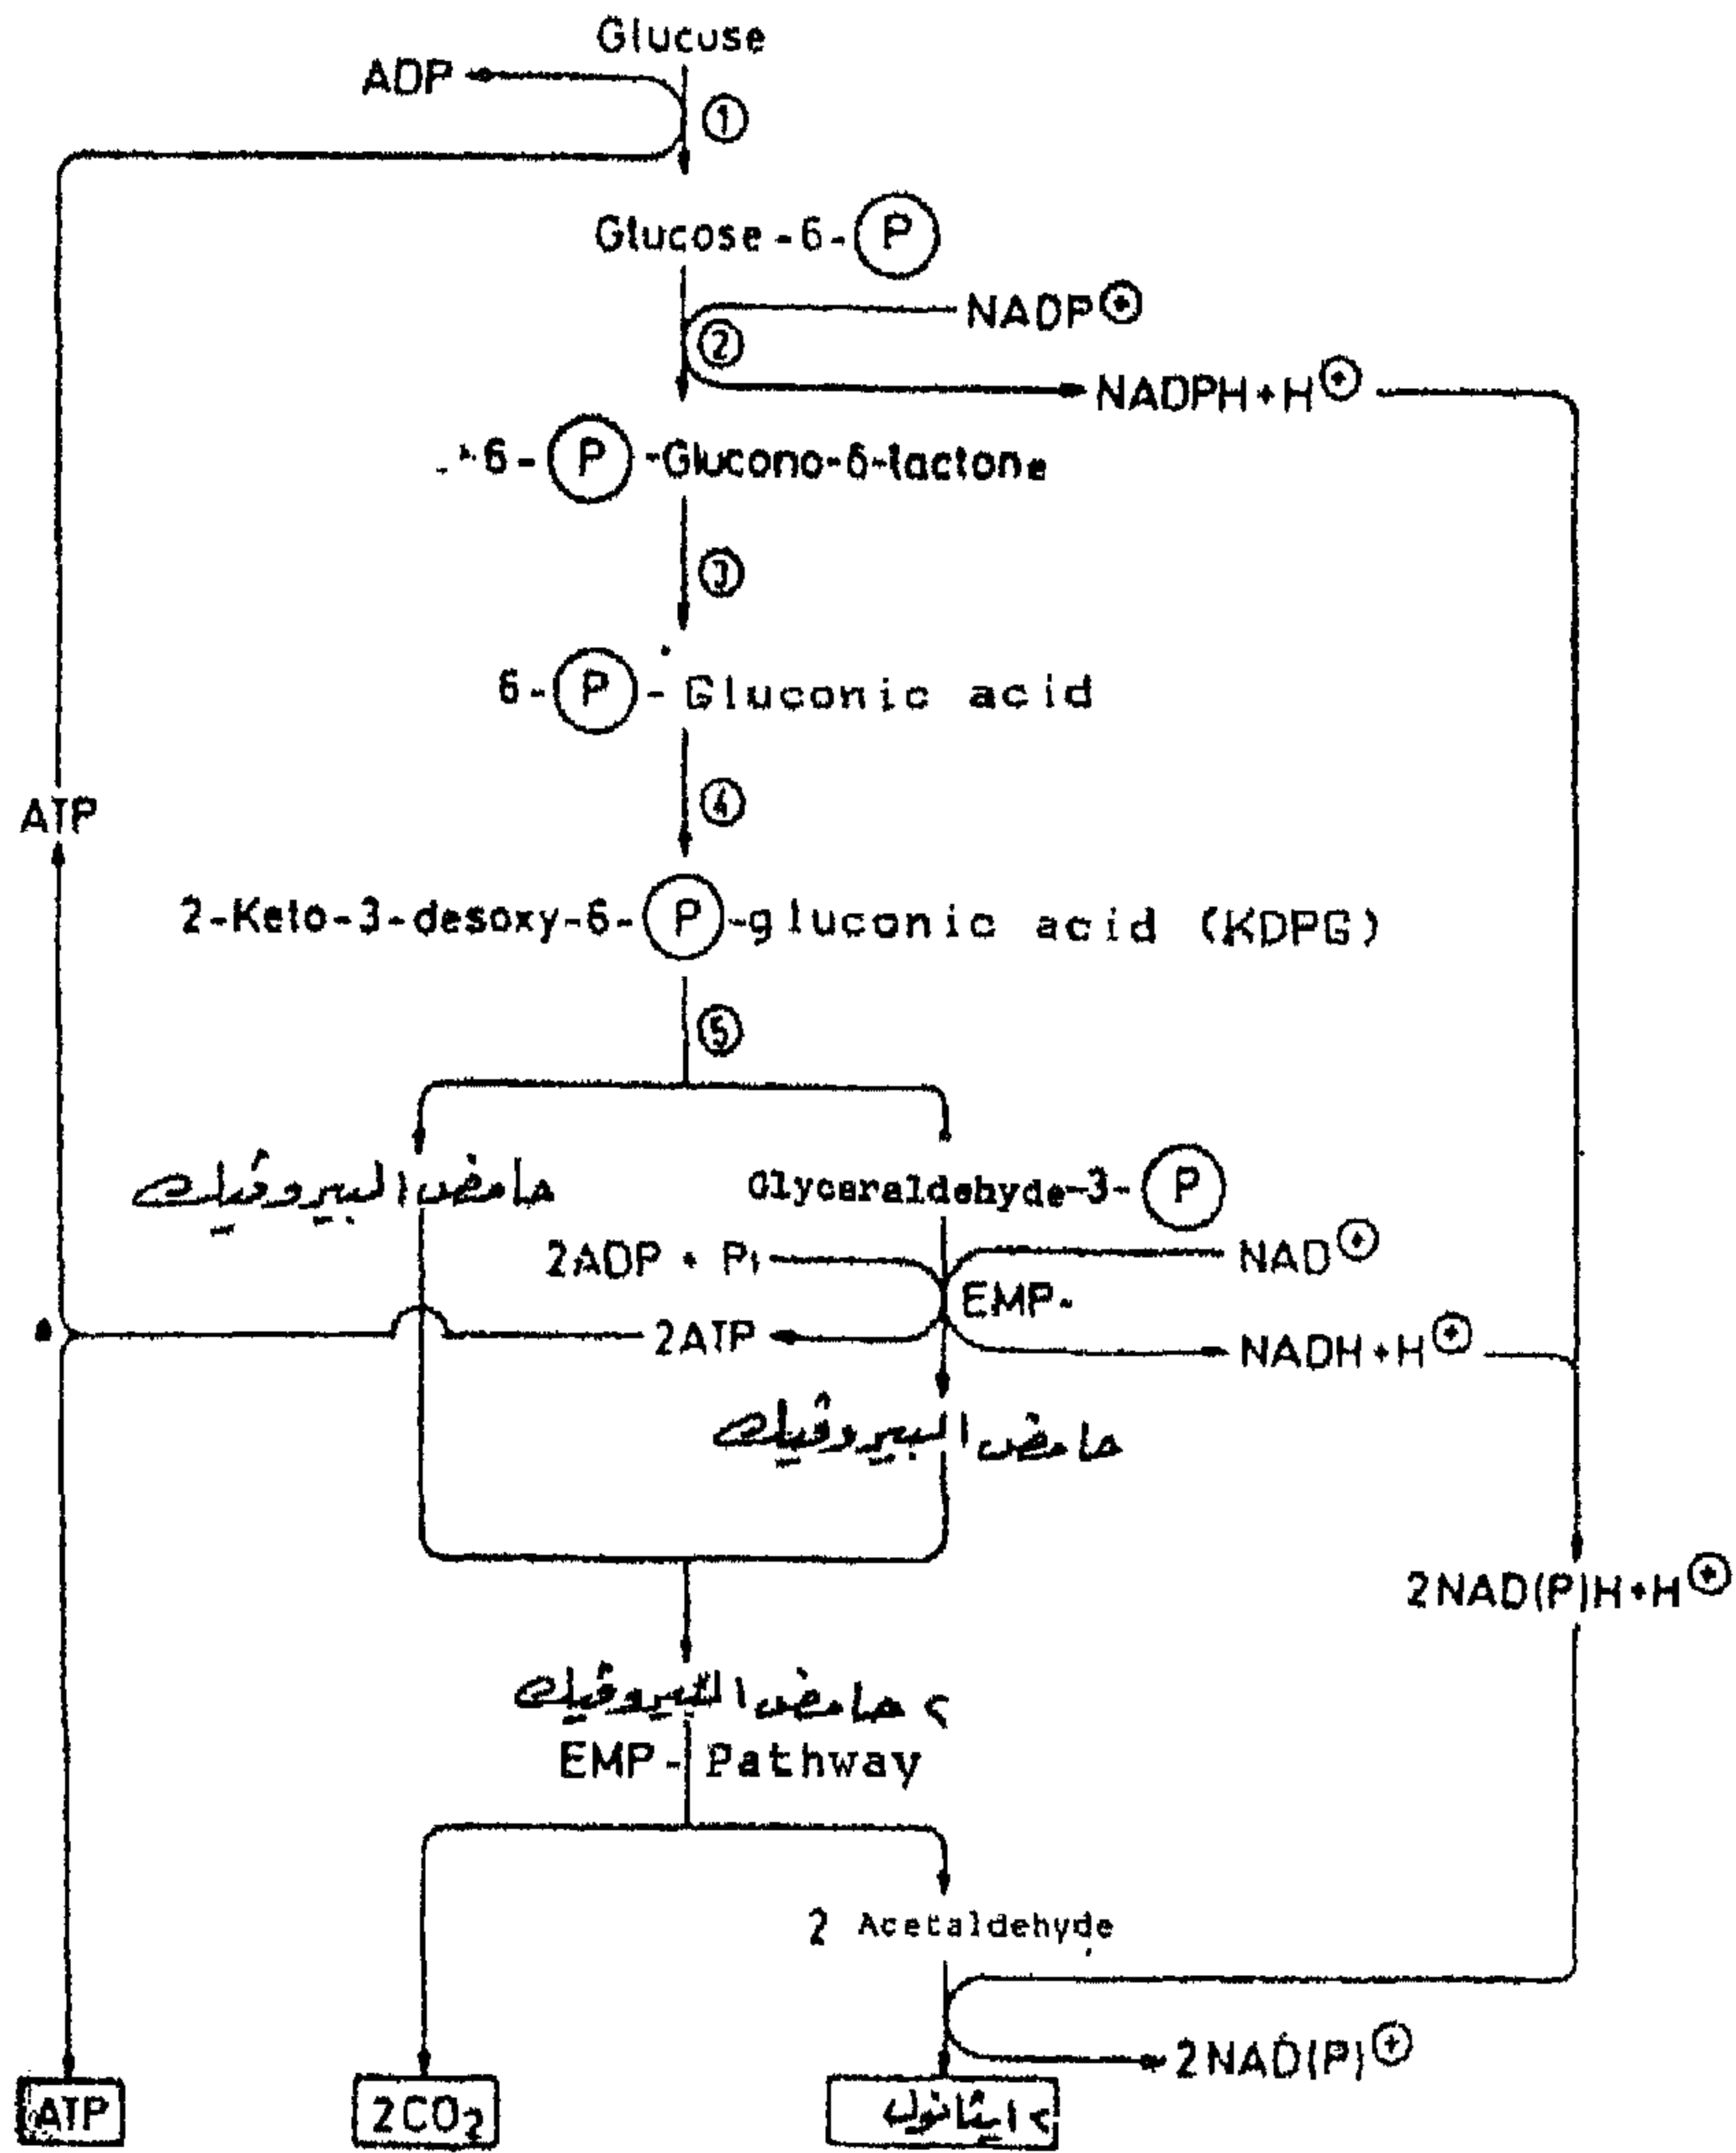 Glucuse
ADP
①
Glucose-6-P
NADP⊕
②
NADPH+H⊕
6-P-Glucono-δ-lactone
③
6-P-Gluconic acid
④
ATP
2-Keto-3-desoxy-6-P-gluconic acid (KDPG)
⑤
حامض البيروفيك
Glyceraldehyde-3-P
2ADP + Pi
NAD⊕
EMP-
2ATP
NADH+H⊕
حامض البيروفيك
2NAD(P)H+H⊕
٢ حامض البيروفيك
EMP-Pathway
2 Acetaldehyde
2NAD(P)⊕
ATP
2CO₂
٢ ايثانول